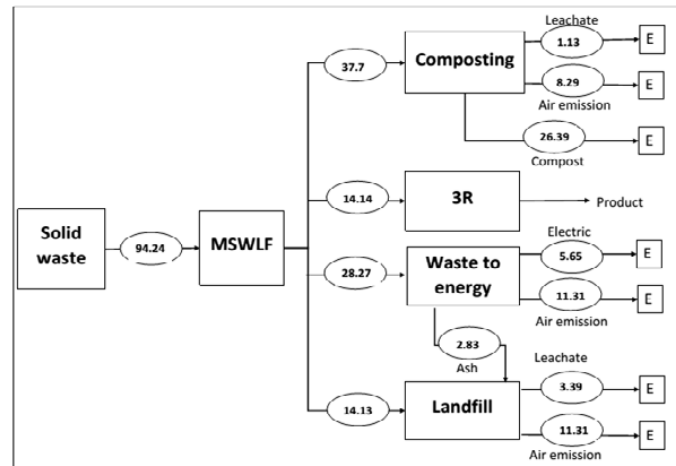 Leachate
1.13
E
37.7
Composting
8.29
E
Air emission
26.39
E
Compost
14.14
3R
Product
Solid
waste
94.24
MSWLF
Electric
5.65
E
28.27
Waste to
energy
11.31
E
Air emission
2.83
Ash
Leachate
3.39
E
14.13
Landfill
11.31
E
Air emission